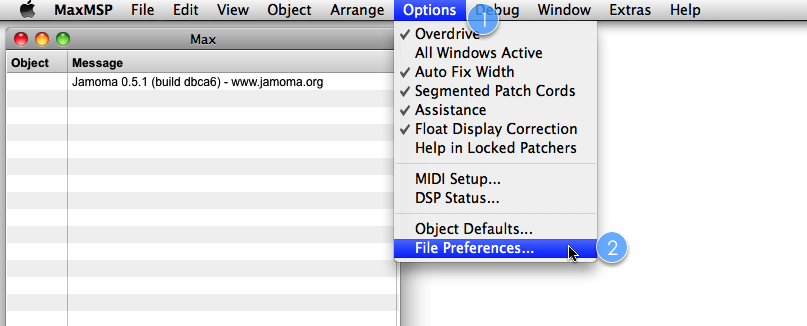 MaxMSP File Edit View Object Arrange Options Debug Window Extras Help
1
Max
Object Message
Jamoma 0.5.1 (build dbca6) - www.jamoma.org
✓ Overdrive
All Windows Active
✓ Auto Fix Width
✓ Segmented Patch Cords
✓ Assistance
✓ Float Display Correction
Help in Locked Patchers
MIDI Setup...
DSP Status...
Object Defaults...
File Preferences...
2